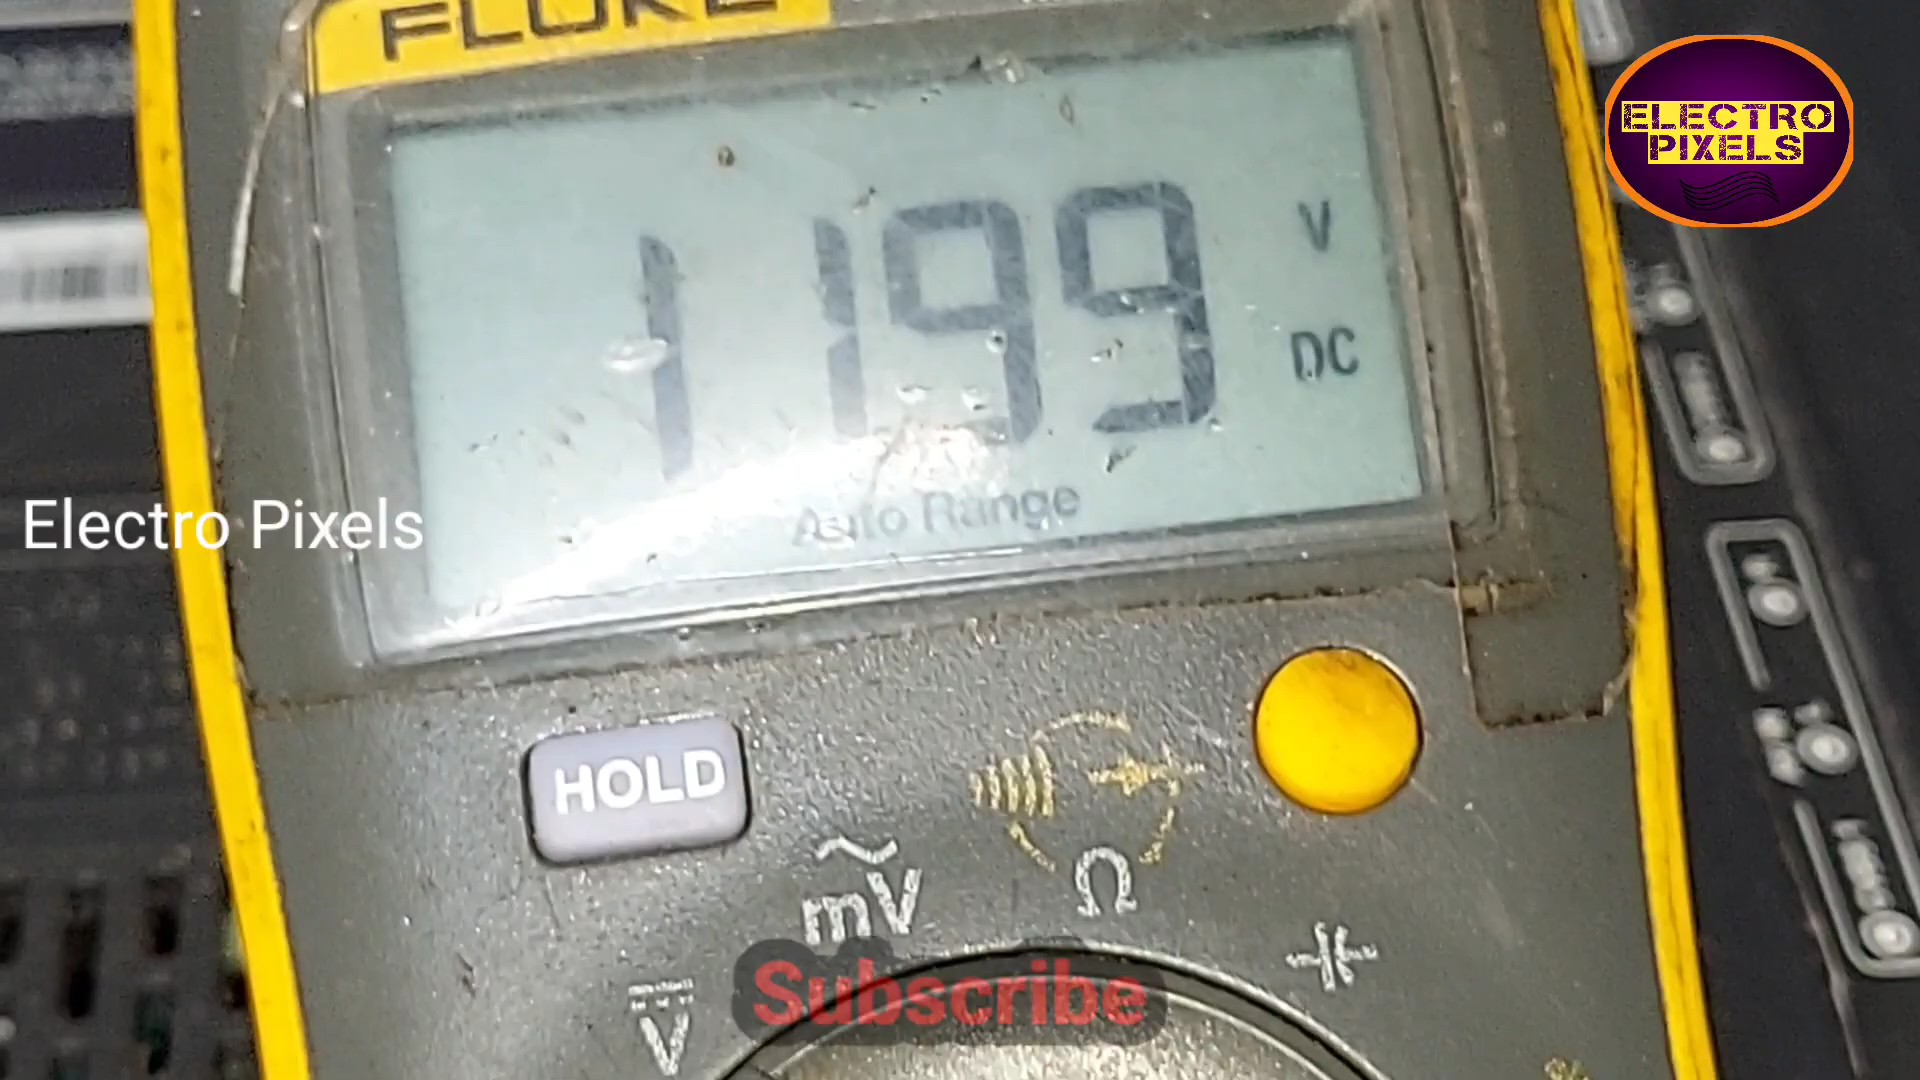 FLUKE
ELECTRO
PIXELS
1199
V
DC
Auto Range
Electro Pixels
HOLD
mV
Ω
V
Subscribe